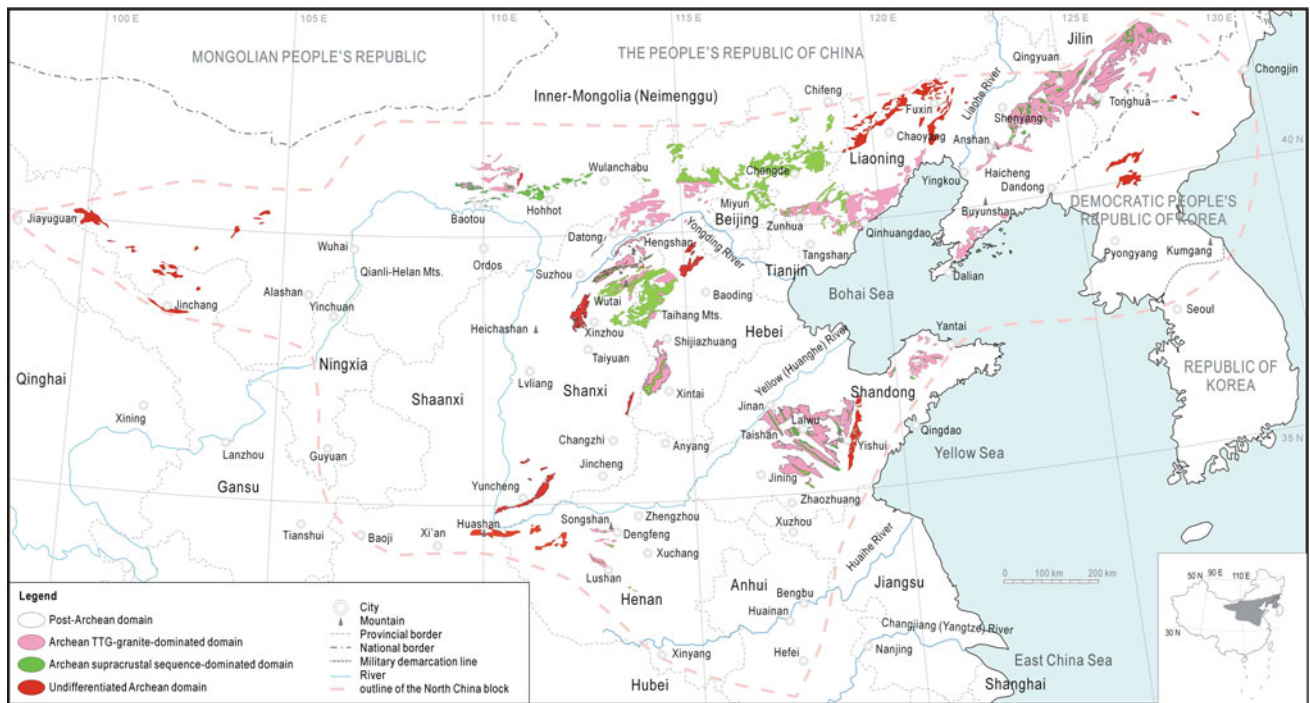 100 E
105 E
110 E
115 E
120 E
125 E
130 E
MONGOLIAN PEOPLE'S REPUBLIC
THE PEOPLE'S REPUBLIC OF CHINA
Jilin
Qingyuan
Chongjin
Inner-Mongolia (Neimenggu)
Chifeng
Fuxin
Liaohe River
Tonghua
Shenyang
Chaoyang
Anshan
40 N
Liaoning
Wulanchabu
Chengde
Haicheng
Yingkou
Dandong
Jiayuguan
Baotou
Hohhot
Miyun
Beijing
Zunhua
Buyunshan
DEMOCRATIC PEOPLE'S
REPUBLIC OF KOREA
Wuhai
Datong
Hengshan
Yongding River
Qinhuangdao
Tangshan
Kumgang
Pyongyang
Qianli-Helan Mts.
Ordos
Suzhou
Tianjin
Dalian
Alashan
Yinchuan
Jinchang
Wutai
Baoding
Bohai Sea
Seoul
Taihang Mts.
Heichashan
Xinzhou
Hebei
Yantai
Shijiazhuang
Taiyuan
Ningxia
Yellow (Huanghe) River
REPUBLIC OF
KOREA
Qinghai
Shaanxi
Lvliang
Shanxi
Xintai
Shandong
Jinan
Xining
Laiwu
Taishan
Qingdao
35 N
Lanzhou
Guyuan
Changzhi
Anyang
Yishui
Yellow Sea
Jincheng
Jining
Gansu
Yuncheng
Zhaozhuang
Songshan
Zhengzhou
Xuzhou
Tianshui
Baoji
Xi'an
Huashan
Dengfeng
Xuchang
Huaihe River
0
100 km
200 km
Lushan
Anhui
Jiangsu
Henan
Bengbu
Huainan
Changjiang (Yangtze) River
Xinyang
Hefei
Nanjing
East China Sea
Hubei
Shanghai
50 N
90 E
110 E
30 N
Legend
Post-Archean domain
Archean TTG-granite-dominated domain
Archean supracrustal sequence-dominated domain
Undifferentiated Archean domain
City
Mountain
Provincial border
National border
Military demarcation line
River
outline of the North China block